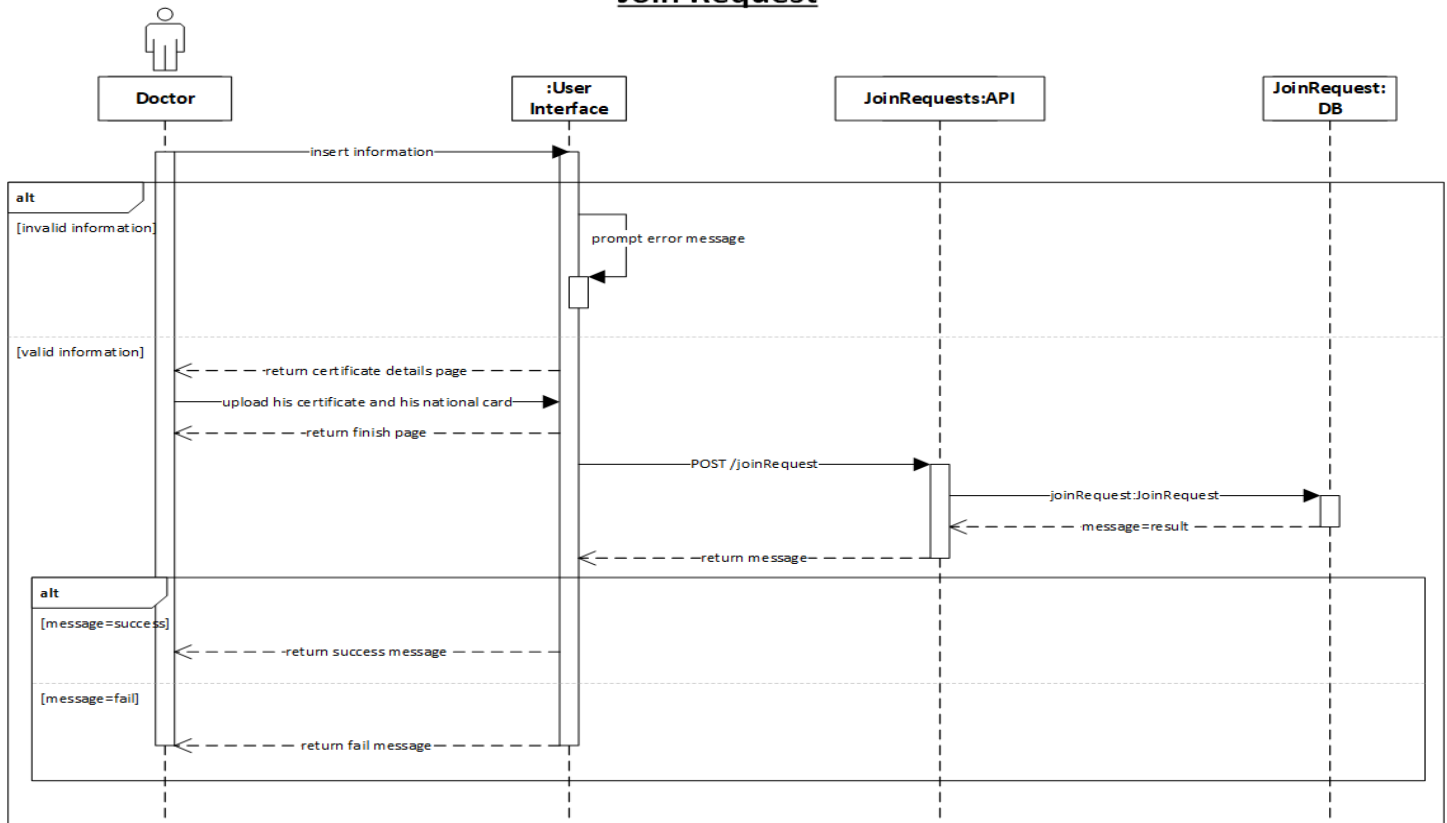 Join Request
Doctor
:User
Interface
JoinRequests:API
JoinRequest:
DB
insert information
alt
[invalid information]
prompt error message
[valid information]
return certificate details page
upload his certificate and his national card
return finish page
POST /joinRequest
joinRequest:JoinRequest
message=result
return message
alt
[message=success]
return success message
[message=fail]
return fail message